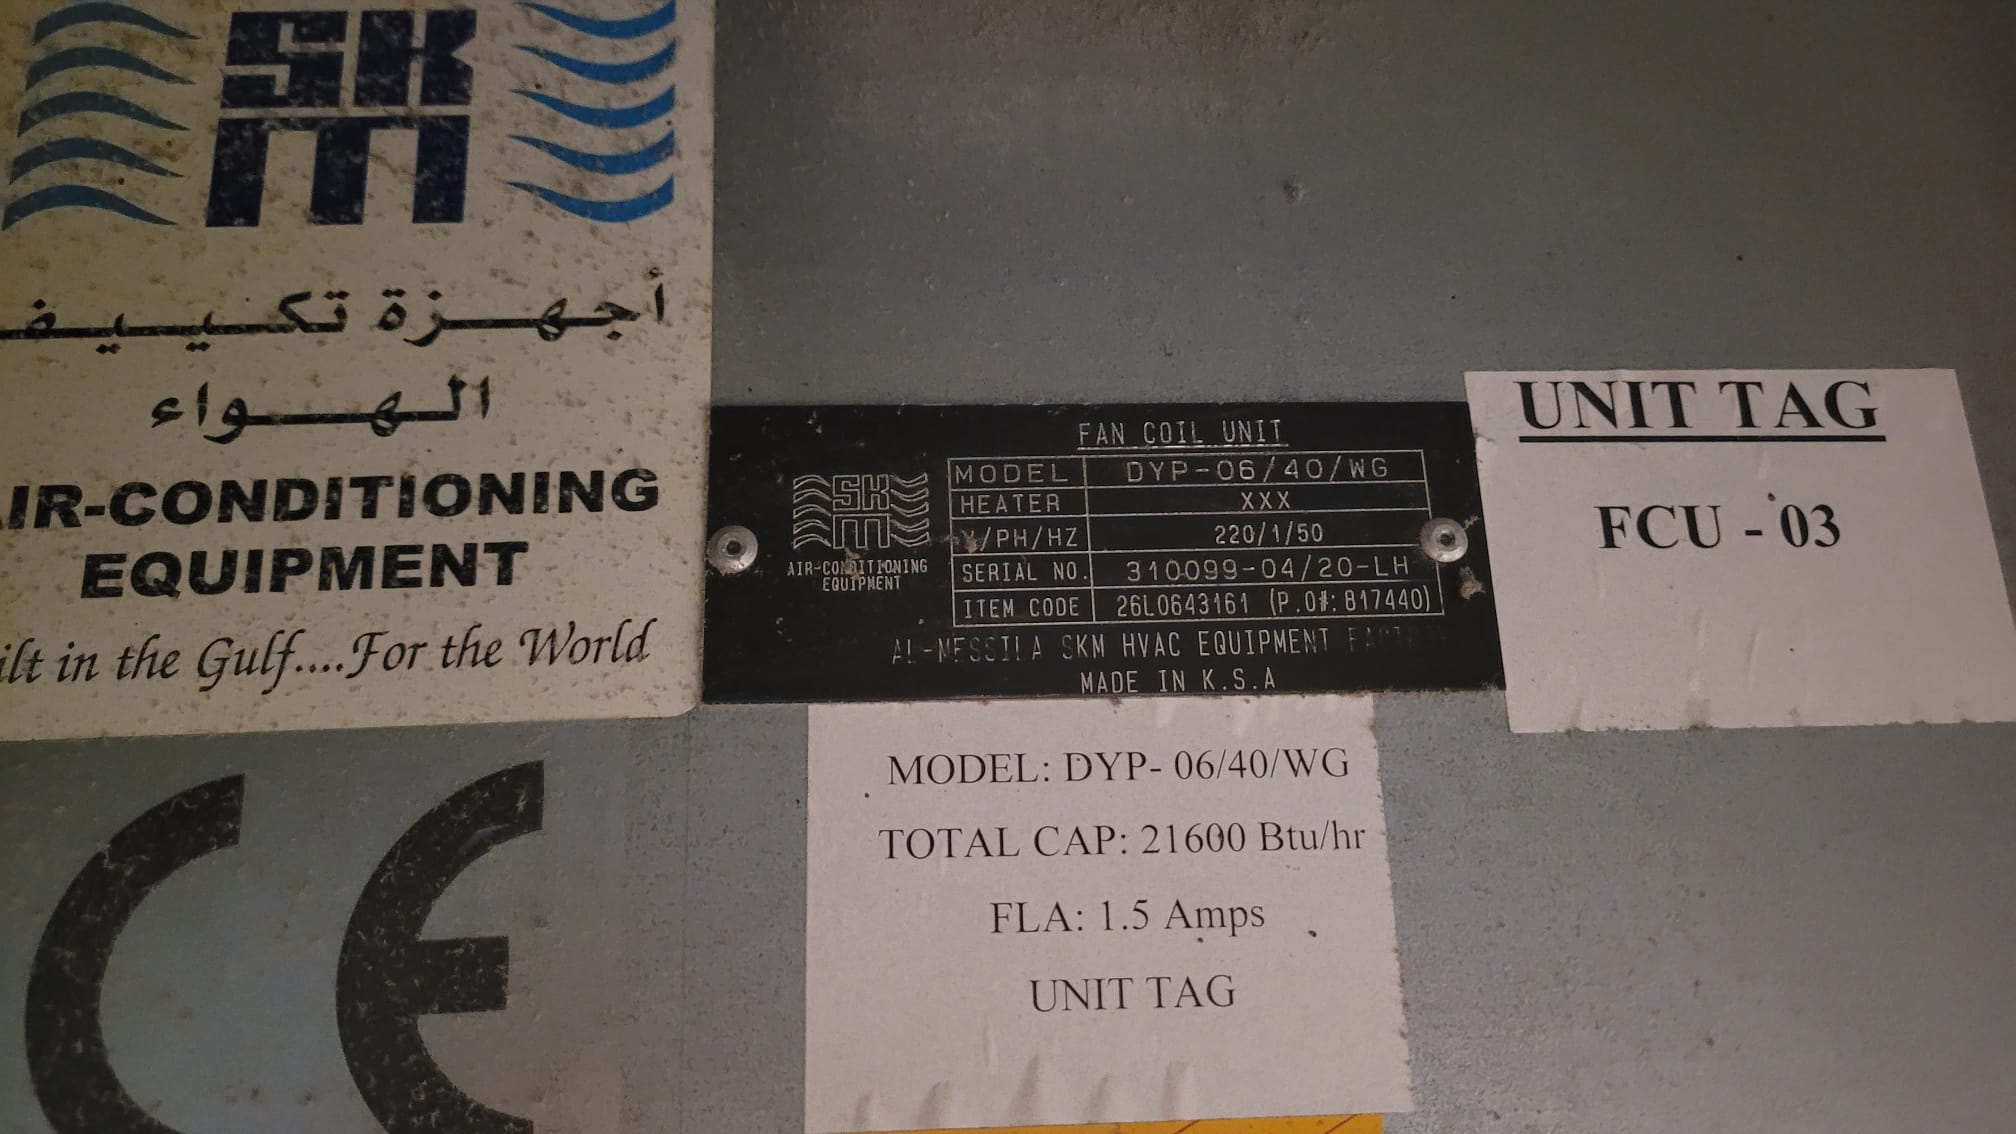 SK
M
أجهزة تكييف
الهواء
IR-CONDITIONING
EQUIPMENT
ilt in the Gulf....For the World
CE
FAN COIL UNIT
SK
M
AIR-CONDITIONING
EQUIPMENT
MODEL DYP-06/40/WG
HEATER XXX
V/PH/HZ 220/1/50
SERIAL NO. 310099-04/20-LH
ITEM CODE 26L0643161 (P.O#: 817440)
AL-MESSILA SKM HVAC EQUIPMENT
MADE IN K.S.A
UNIT TAG
FCU - 03
MODEL: DYP- 06/40/WG
TOTAL CAP: 21600 Btu/hr
FLA: 1.5 Amps
UNIT TAG